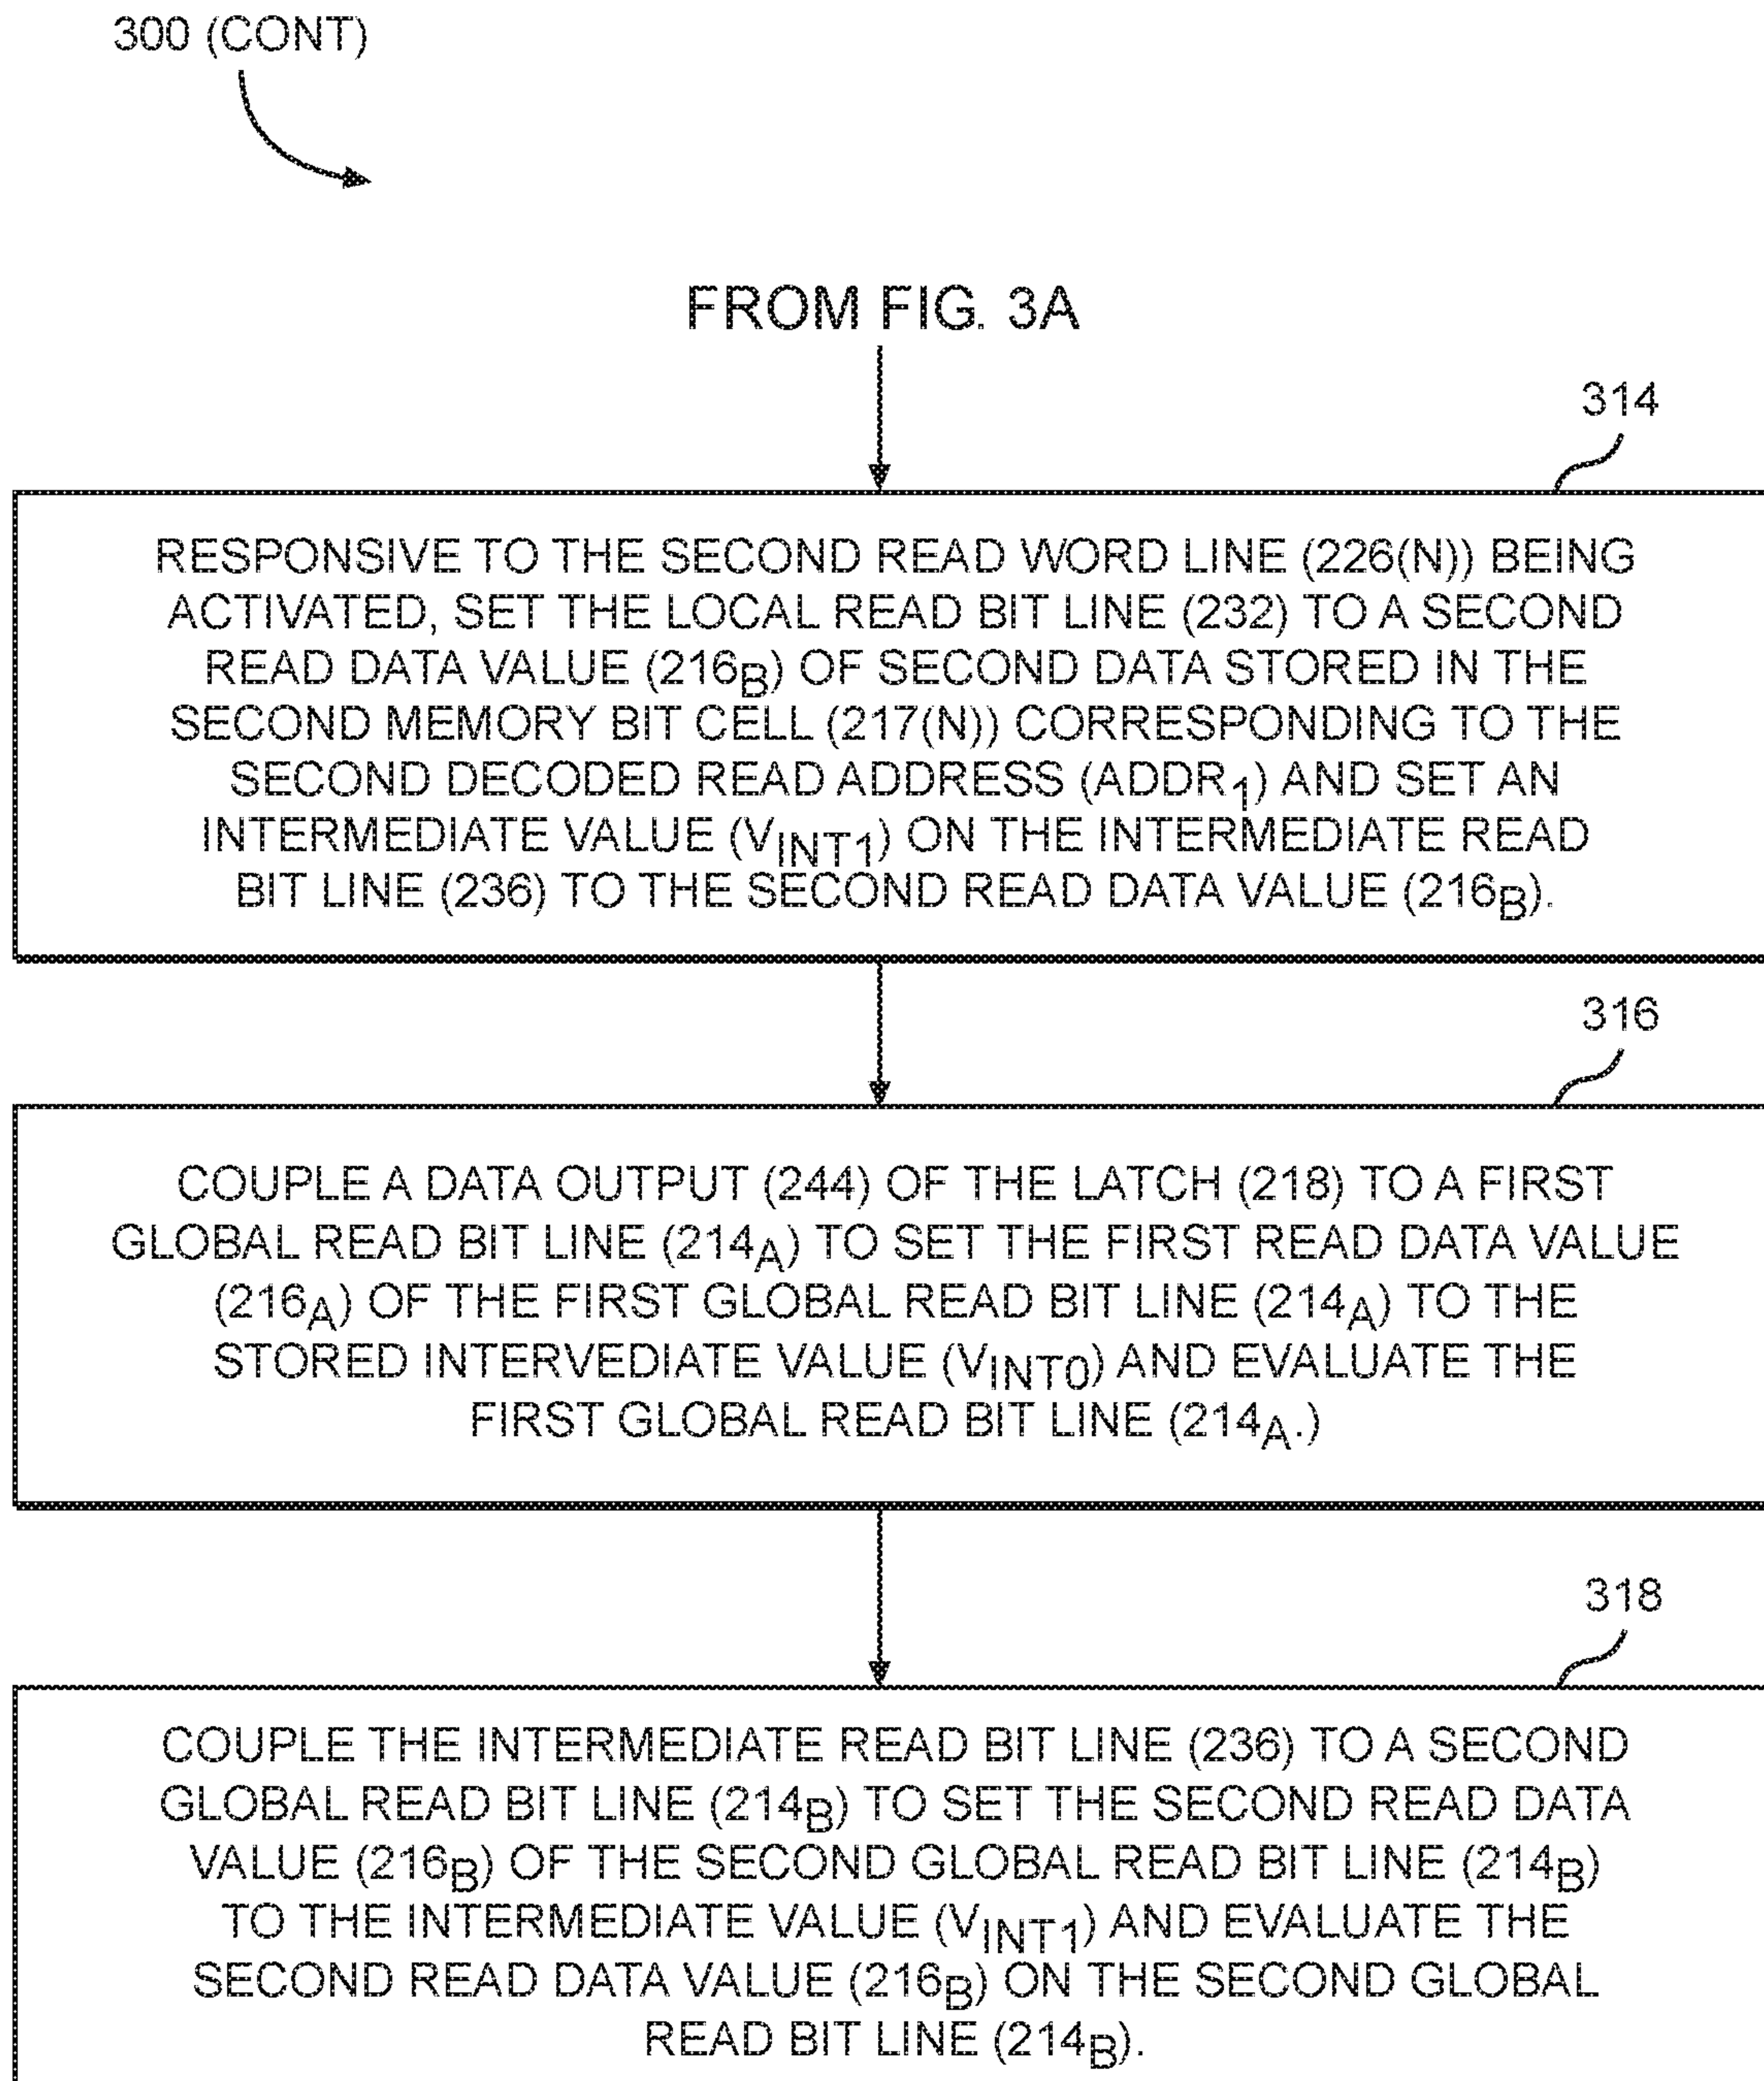 300 (CONT)
FROM FIG. 3A
314
RESPONSIVE TO THE SECOND READ WORD LINE (226(N)) BEING
ACTIVATED, SET THE LOCAL READ BIT LINE (232) TO A SECOND
READ DATA VALUE (216B) OF SECOND DATA STORED IN THE
SECOND MEMORY BIT CELL (217(N)) CORRESPONDING TO THE
SECOND DECODED READ ADDRESS (ADDR1) AND SET AN
INTERMEDIATE VALUE (VINT1) ON THE INTERMEDIATE READ
BIT LINE (236) TO THE SECOND READ DATA VALUE (216B).
316
COUPLE A DATA OUTPUT (244) OF THE LATCH (218) TO A FIRST
GLOBAL READ BIT LINE (214A) TO SET THE FIRST READ DATA VALUE
(216A) OF THE FIRST GLOBAL READ BIT LINE (214A) TO THE
STORED INTERVEDIATE VALUE (VINT0) AND EVALUATE THE
FIRST GLOBAL READ BIT LINE (214A.)
318
COUPLE THE INTERMEDIATE READ BIT LINE (236) TO A SECOND
GLOBAL READ BIT LINE (214B) TO SET THE SECOND READ DATA
VALUE (216B) OF THE SECOND GLOBAL READ BIT LINE (214B)
TO THE INTERMEDIATE VALUE (VINT1) AND EVALUATE THE
SECOND READ DATA VALUE (216B) ON THE SECOND GLOBAL
READ BIT LINE (214B).